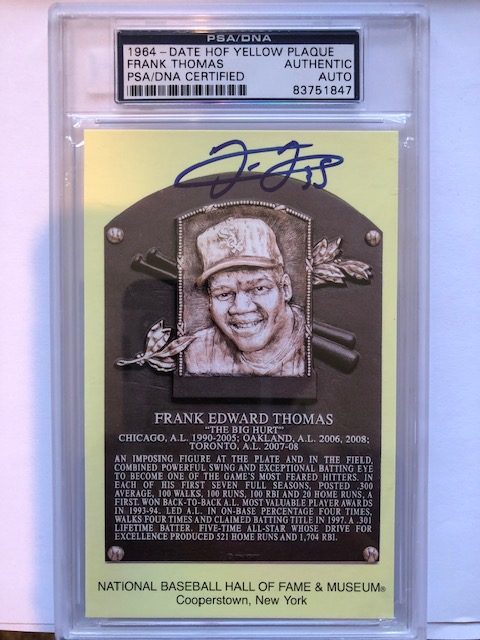 PSA/DNA
1964-DATE HOF YELLOW PLAQUE
FRANK THOMAS AUTHENTIC
PSA/DNA CERTIFIED AUTO
83751847
35
FRANK EDWARD THOMAS
"THE BIG HURT"
CHICAGO, A.L. 1990-2005; OAKLAND, A.L. 2006, 2008;
TORONTO, A.L. 2007-08
AN IMPOSING FIGURE AT THE PLATE AND IN THE FIELD,
COMBINED POWERFUL SWING AND EXCEPTIONAL BATTING EYE
TO BECOME ONE OF THE GAME'S MOST FEARED HITTERS. IN
EACH OF HIS FIRST SEVEN FULL SEASONS, POSTED .300
AVERAGE, 100 WALKS, 100 RUNS, 100 RBI AND 20 HOME RUNS, A
FIRST. WON BACK-TO-BACK A.L. MOST VALUABLE PLAYER AWARDS
IN 1993-94. LED A.L. IN ON-BASE PERCENTAGE FOUR TIMES,
WALKS FOUR TIMES AND CLAIMED BATTING TITLE IN 1997. A .301
LIFETIME BATTER. FIVE-TIME ALL-STAR WHOSE DRIVE FOR
EXCELLENCE PRODUCED 521 HOME RUNS AND 1,704 RBI.
NATIONAL BASEBALL HALL OF FAME & MUSEUM®
Cooperstown, New York